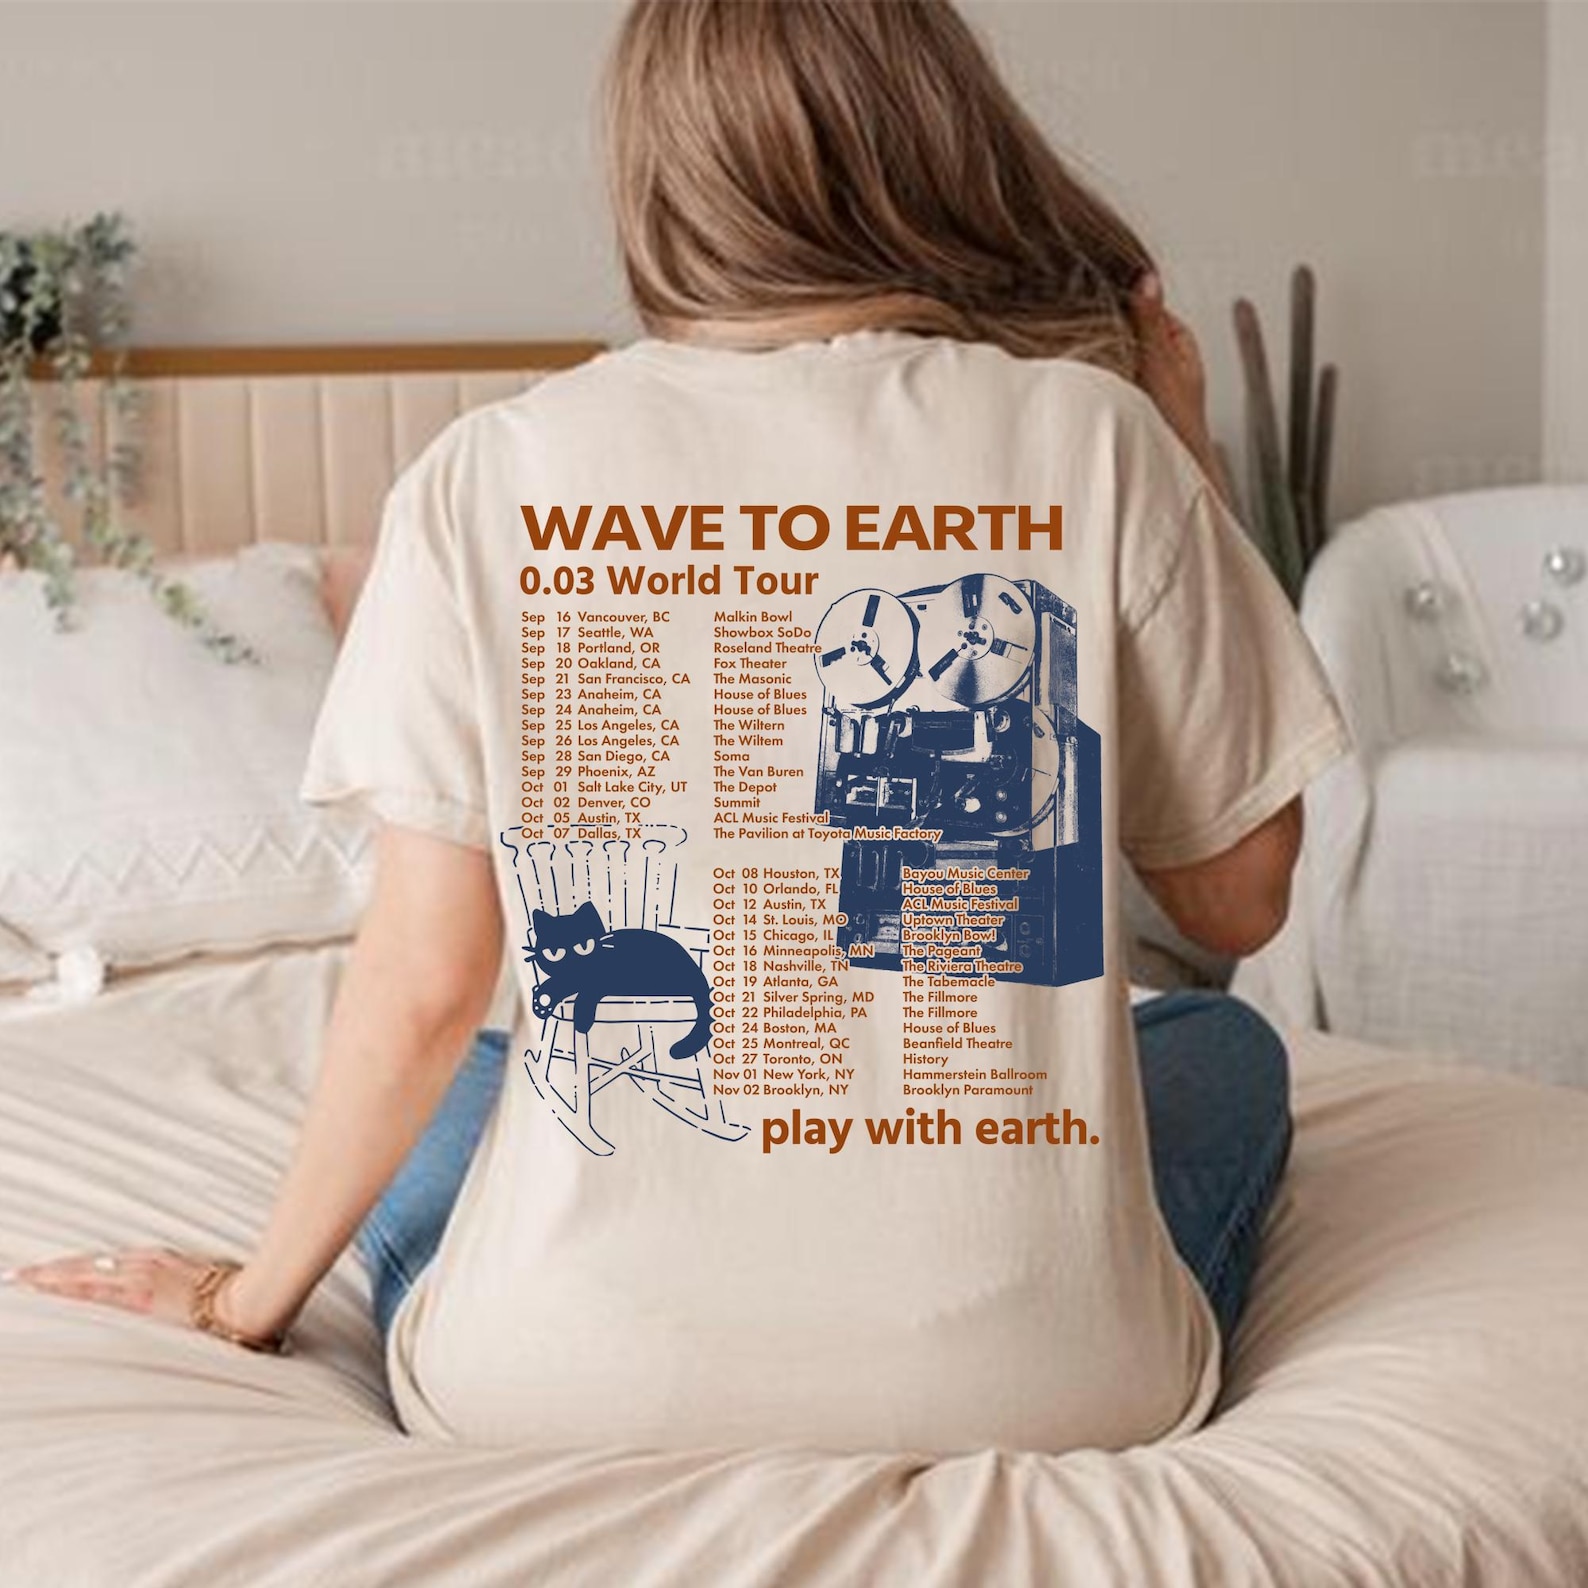 WAVE TO EARTH
0.03 World Tour
Sep 16 Vancouver, BC Malkin Bowl
Sep 17 Seattle, WA Showbox SoDo
Sep 18 Portland, OR Roseland Theatre
Sep 20 Oakland, CA Fox Theater
Sep 21 San Francisco, CA The Masonic
Sep 23 Anaheim, CA House of Blues
Sep 24 Anaheim, CA House of Blues
Sep 25 Los Angeles, CA The Wiltern
Sep 26 Los Angeles, CA The Wiltem
Sep 28 San Diego, CA Soma
Sep 29 Phoenix, AZ The Van Buren
Oct 01 Salt Lake City, UT The Depot
Oct 02 Denver, CO Summit
Oct 05 Austin, TX ACL Music Festival
Oct 07 Dallas, TX The Pavilion at Toyota Music Factory
Oct 08 Houston, TX Bayou Music Center
Oct 10 Orlando, FL House of Blues
Oct 12 Austin, TX ACL Music Festival
Oct 14 St. Louis, MO Uptown Theater
Oct 15 Chicago, IL Brooklyn Bowl
Oct 16 Minneapolis, MN The Pageant
Oct 18 Nashville, TN The Riviera Theatre
Oct 19 Atlanta, GA The Tabemacle
Oct 21 Silver Spring, MD The Fillmore
Oct 22 Philadelphia, PA The Fillmore
Oct 24 Boston, MA House of Blues
Oct 25 Montreal, QC Beanfield Theatre
Oct 27 Toronto, ON History
Nov 01 New York, NY Hammerstein Ballroom
Nov 02 Brooklyn, NY Brooklyn Paramount
play with earth.